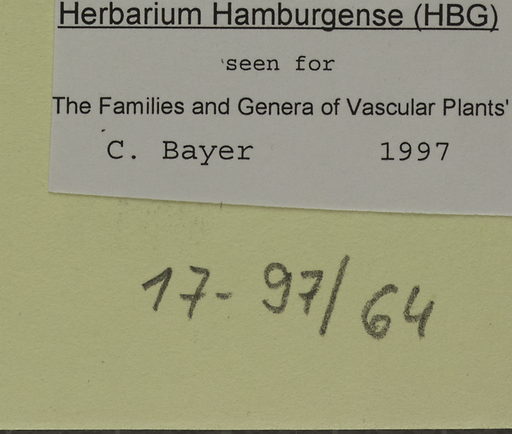 Herbarium Hamburgense (HBG)
seen for
The Families and Genera of Vascular Plants'
C. Bayer 1997
17-97/64